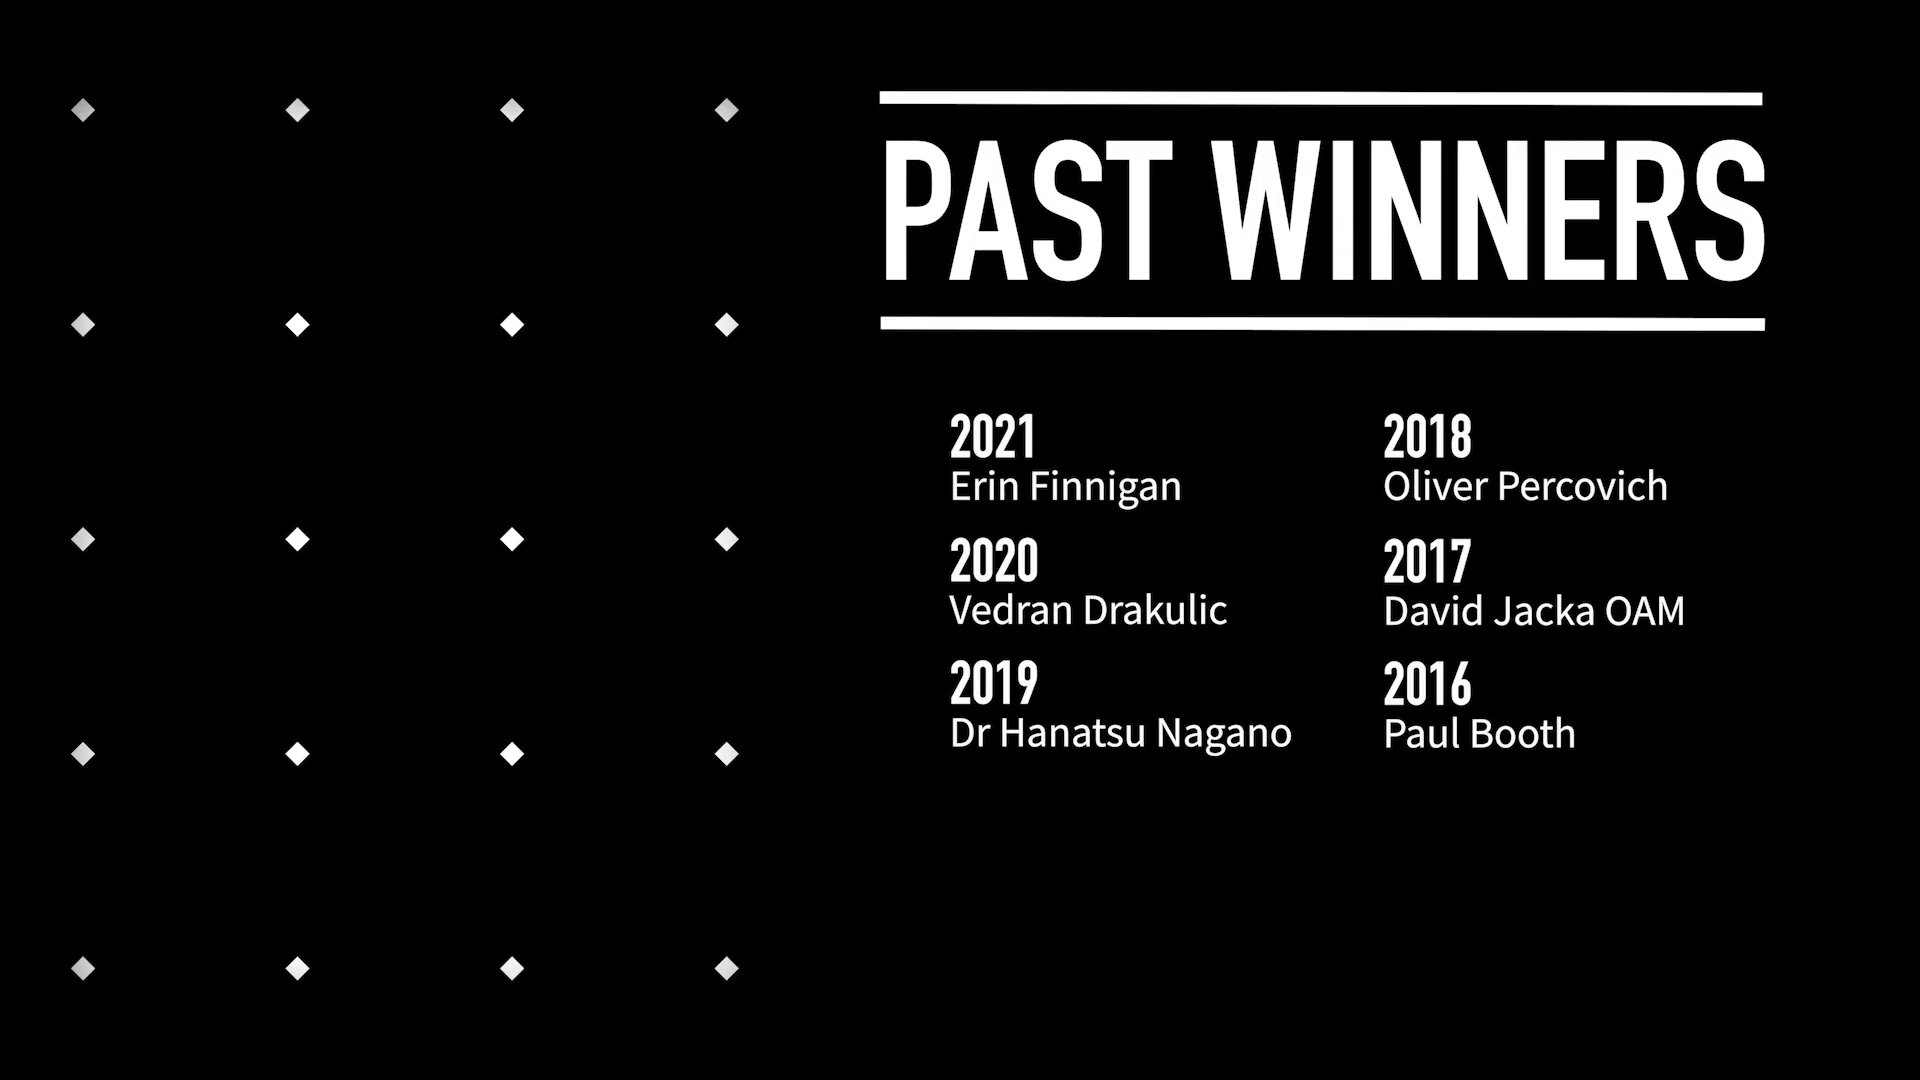 PAST WINNERS
2021
Erin Finnigan
2020
Vedran Drakulic
2019
Dr Hanatsu Nagano
2018
Oliver Percovich
2017
David Jacka OAM
2016
Paul Booth